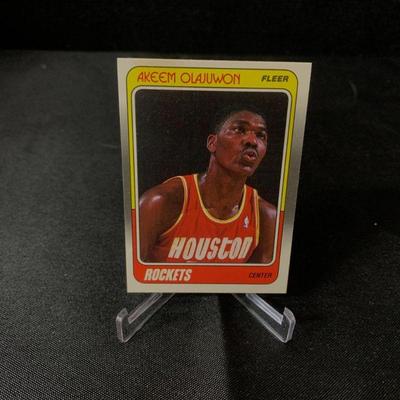 AKEEM OLAJUWON FLEER
HOUSTON
ROCKETS CENTER